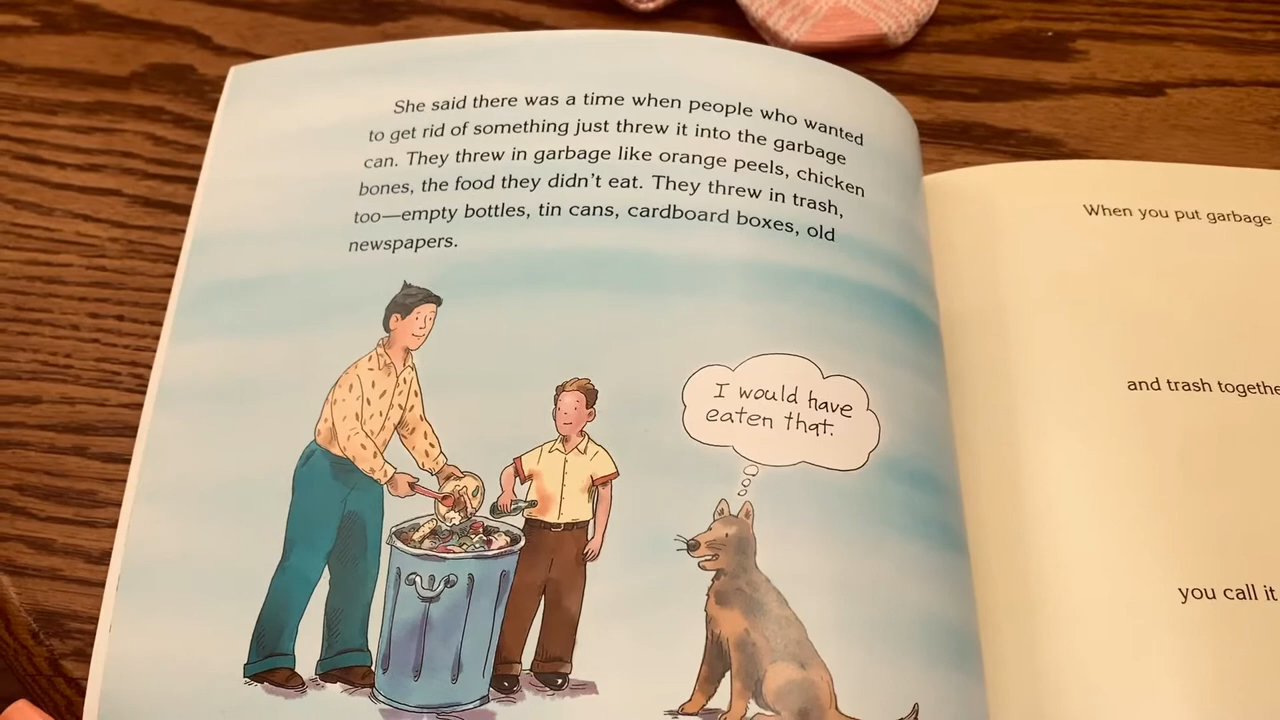 She said there was a time when people who wanted
to get rid of something just threw it into the garbage
can. They threw in garbage like orange peels, chicken
bones, the food they didn't eat. They threw in trash,
too—empty bottles, tin cans, cardboard boxes, old
newspapers.
I would have
eaten that.
When you put garbage
and trash togethe
you call it